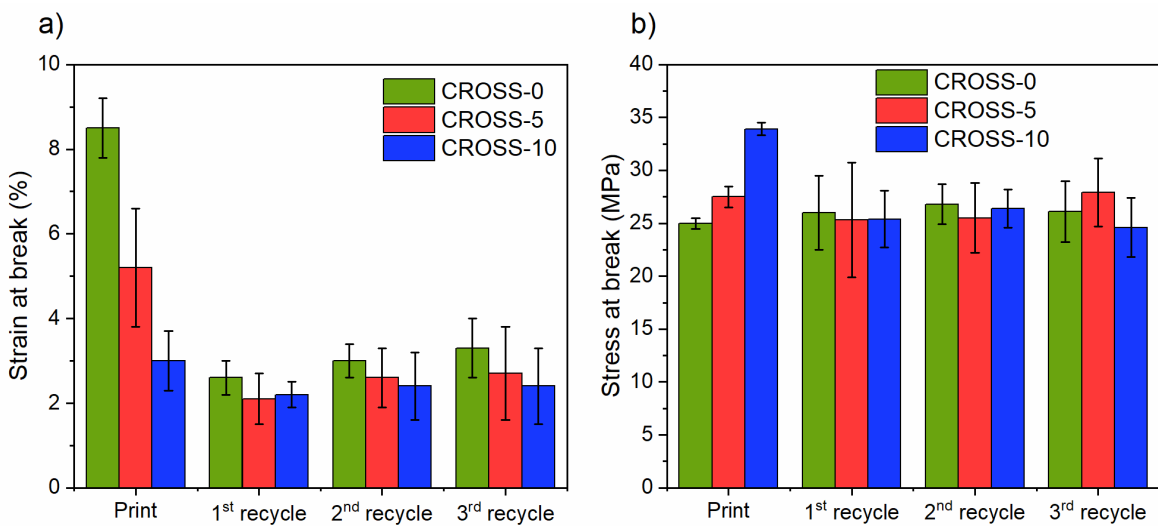 a)
Strain at break (%)
10
8
6
4
2
0
CROSS-0
CROSS-5
CROSS-10
Print
1st recycle
2nd recycle
3rd recycle
b)
Stress at break (MPa)
40
35
30
25
20
15
10
5
0
CROSS-0
CROSS-5
CROSS-10
Print
1st recycle
2nd recycle
3rd recycle